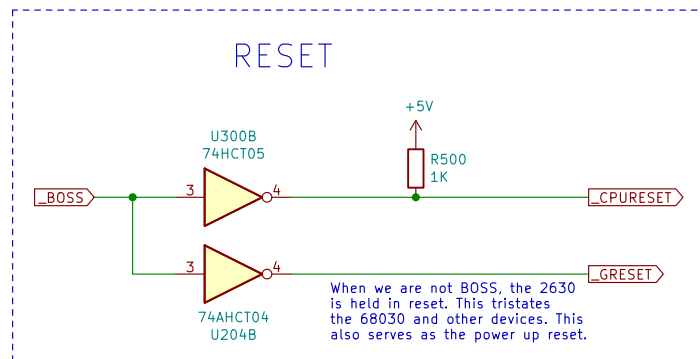 RESET
+5V
U300B
74HCT05
R500
1K
_BOSS
3
4
_CPURESET
3
4
_GRESET
74AHCT04
U204B
When we are not BOSS, the 2630
is held in reset. This tristates
the 68030 and other devices. This
also serves as the power up reset.